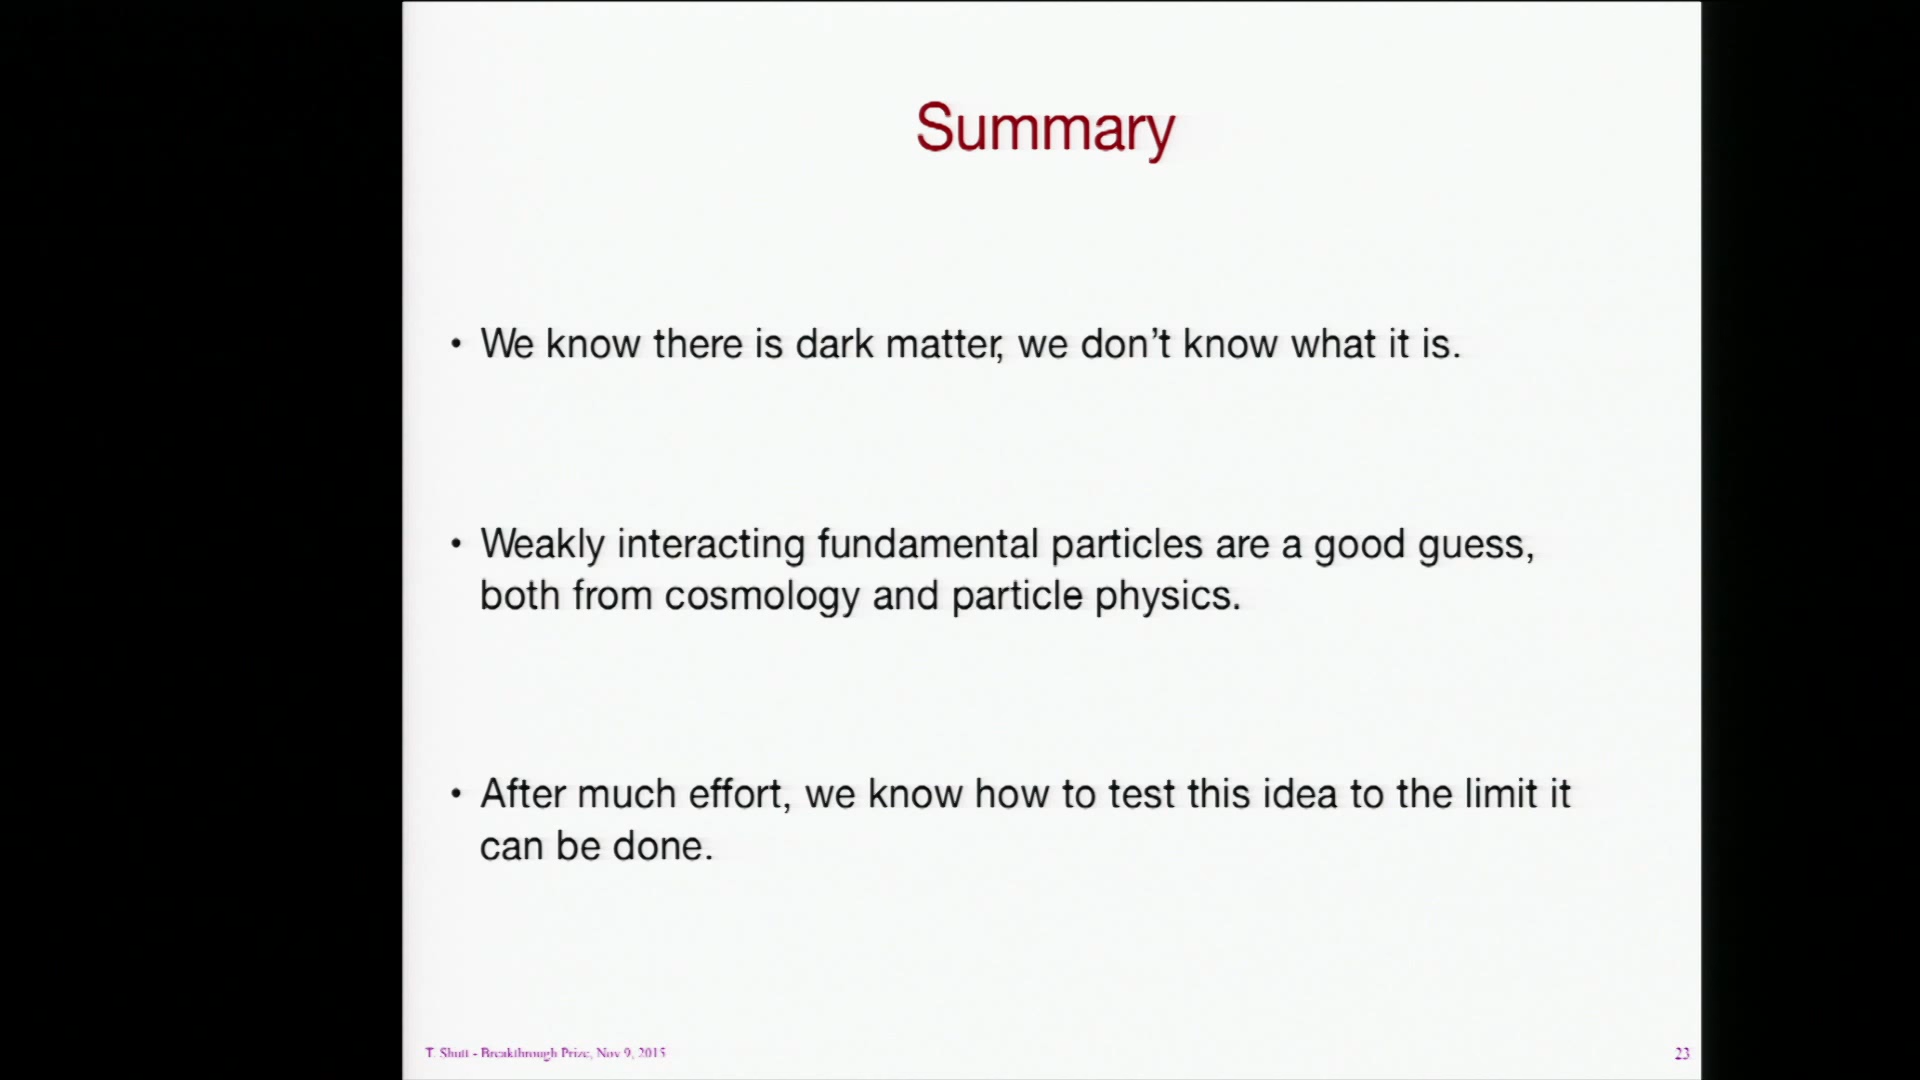 Summary
• We know there is dark matter, we don’t know what it is.
• Weakly interacting fundamental particles are a good guess,
both from cosmology and particle physics.
• After much effort, we know how to test this idea to the limit it
can be done.
T. Shutt - Breakthrough Prize, Nov 9, 2015
23